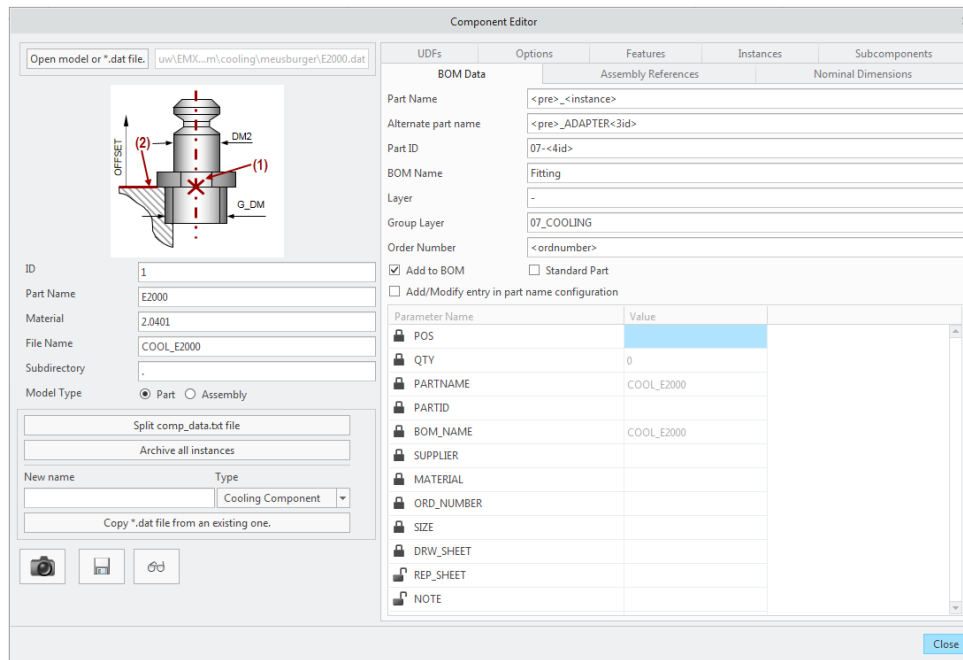 Component Editor
Open model or *.dat file.
uw\EMX...m\cooling\meusburger\E2000.dat
OFFSET
(2)
DM2
(1)
G_DM
ID
1
Part Name
E2000
Material
2.0401
File Name
COOL_E2000
Subdirectory
.
Model Type
Part
Assembly
Split comp_data.txt file
Archive all instances
New name
Type
Cooling Component
Copy *.dat file from an existing one.
UDFs
Options
Features
Instances
Subcomponents
BOM Data
Assembly References
Nominal Dimensions
Part Name
<pre>_<instance>
Alternate part name
<pre>_ADAPTER<3id>
Part ID
07-<4id>
BOM Name
Fitting
Layer
-
Group Layer
07_COOLING
Order Number
<ordnumber>
Add to BOM
Standard Part
Add/Modify entry in part name configuration
Parameter Name
Value
POS
QTY
0
PARTNAME
COOL_E2000
PARTID
BOM_NAME
COOL_E2000
SUPPLIER
MATERIAL
ORD_NUMBER
SIZE
DRW_SHEET
REP_SHEET
NOTE
Close